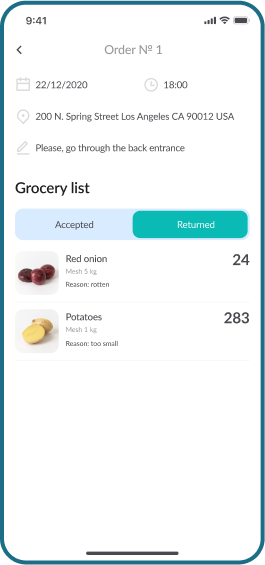 9:41
Order Nº 1
22/12/2020 18:00
200 N. Spring Street Los Angeles CA 90012 USA
Please, go through the back entrance
Grocery list
Accepted Returned
Red onion 24
Mesh 5 kg
Reason: rotten
Potatoes 283
Mesh 1 kg
Reason: too small